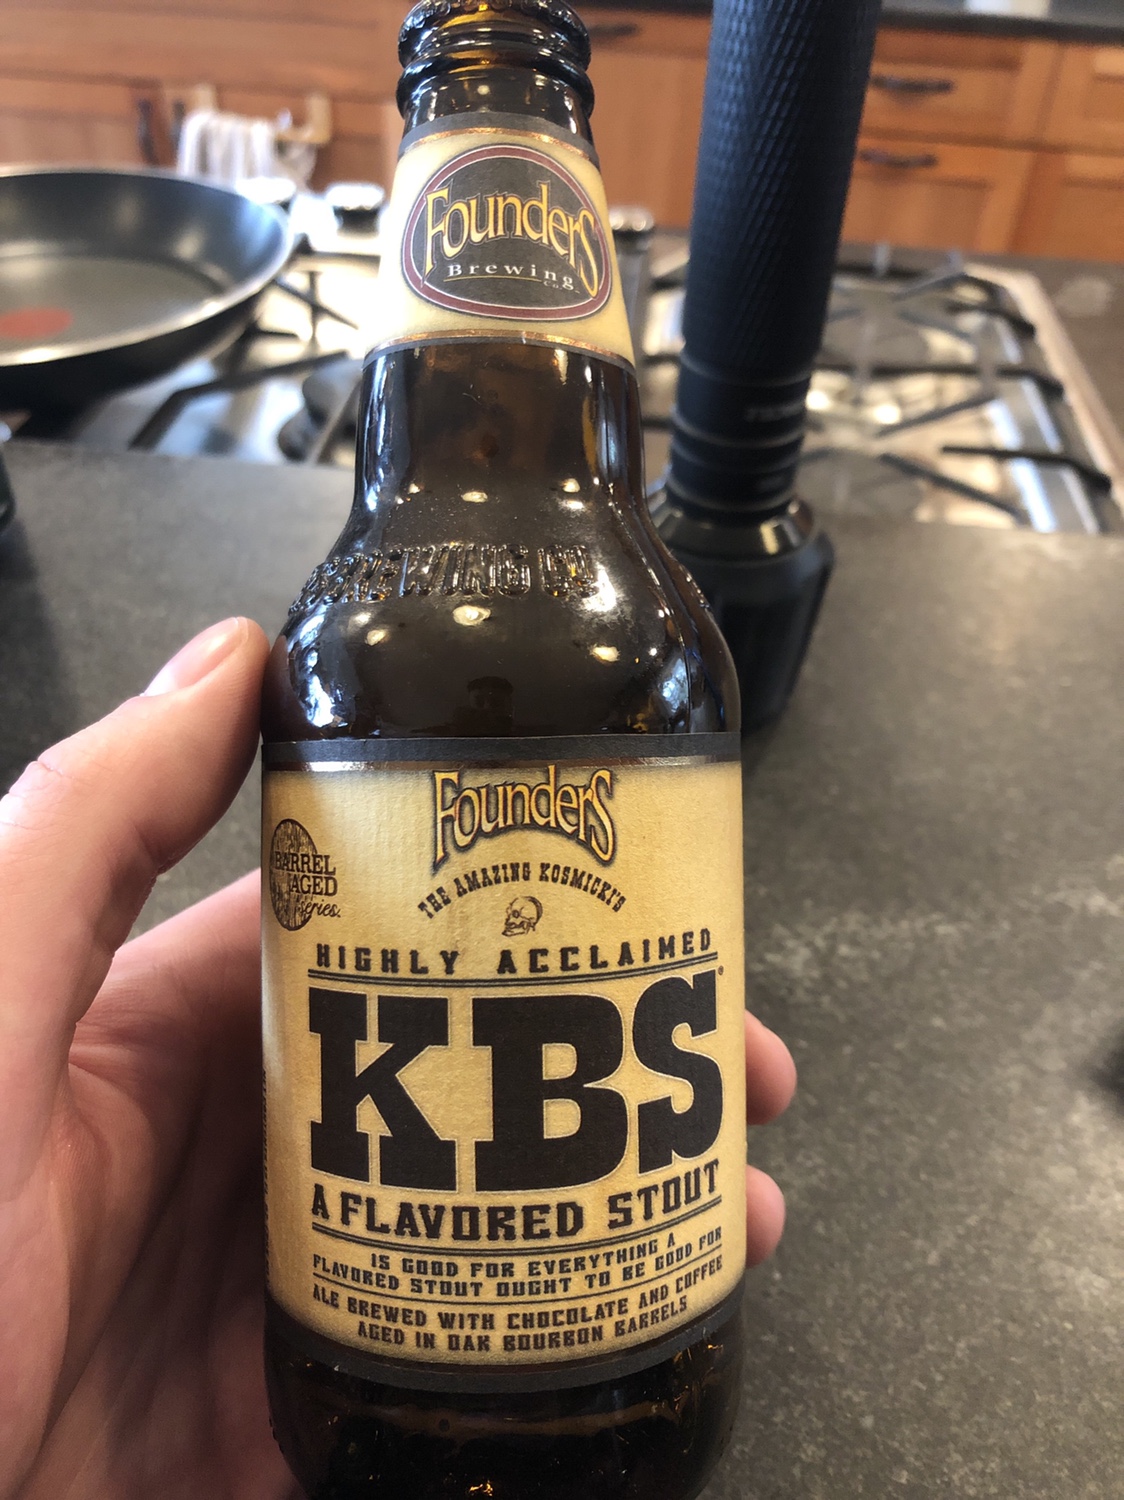 Founders
Brewing
Co.
BREWING CO
Founders
THE AMAZING KOSMICKI'S
BARREL
AGED
series.
HIGHLY ACCLAIMED
KBS®
A FLAVORED STOUT
IS GOOD FOR EVERYTHING A
FLAVORED STOUT OUGHT TO BE GOOD FOR
ALE BREWED WITH CHOCOLATE AND COFFEE
AGED IN OAK BOURBON BARRELS